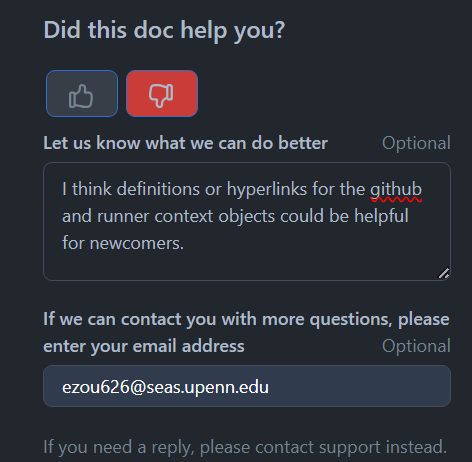 Did this doc help you?
Let us know what we can do better Optional
I think definitions or hyperlinks for the github
and runner context objects could be helpful
for newcomers.
If we can contact you with more questions, please
enter your email address Optional
ezou626@seas.upenn.edu
If you need a reply, please contact support instead.